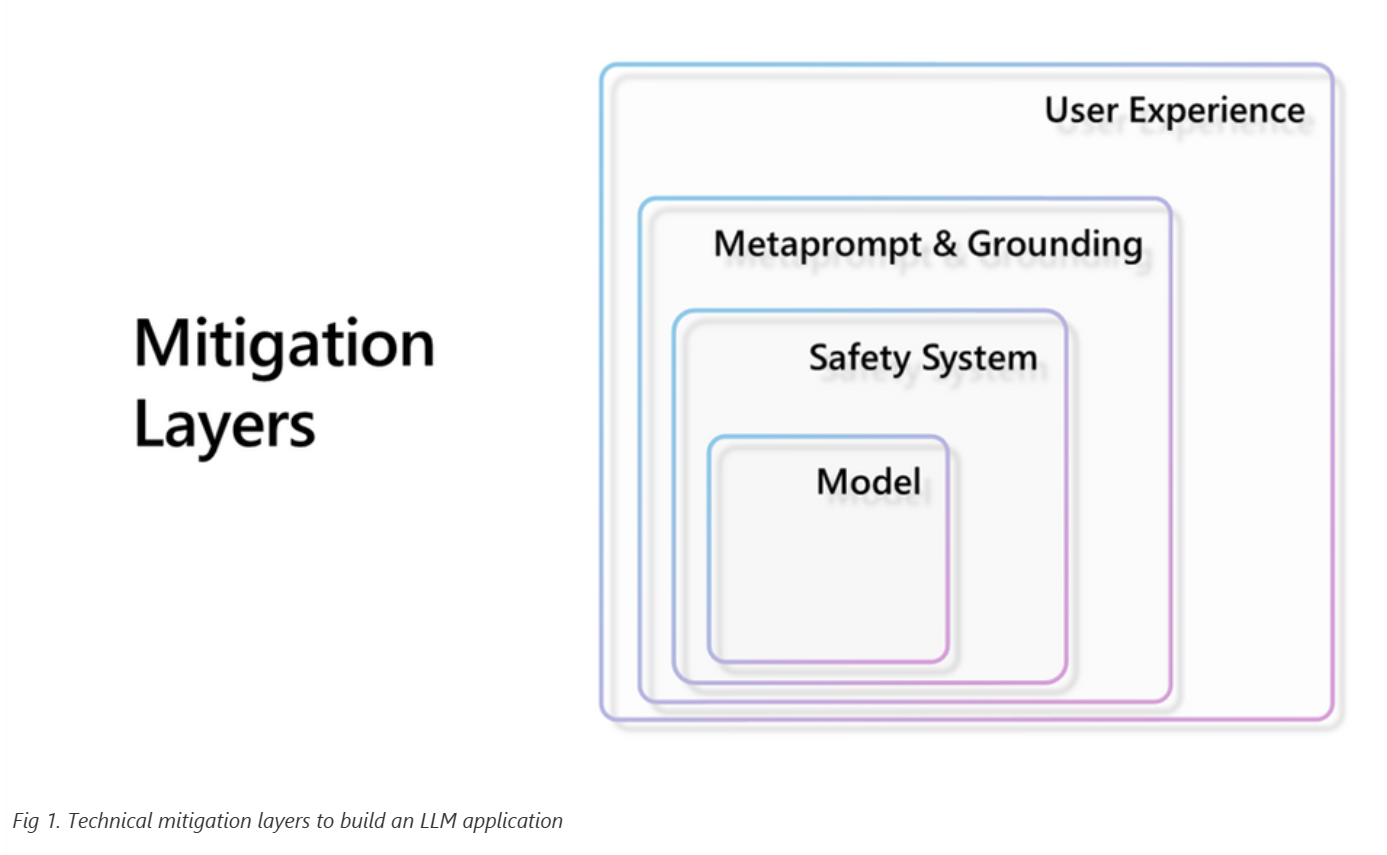 Mitigation
Layers
User Experience
Metaprompt & Grounding
Safety System
Model
Fig 1. Technical mitigation layers to build an LLM application